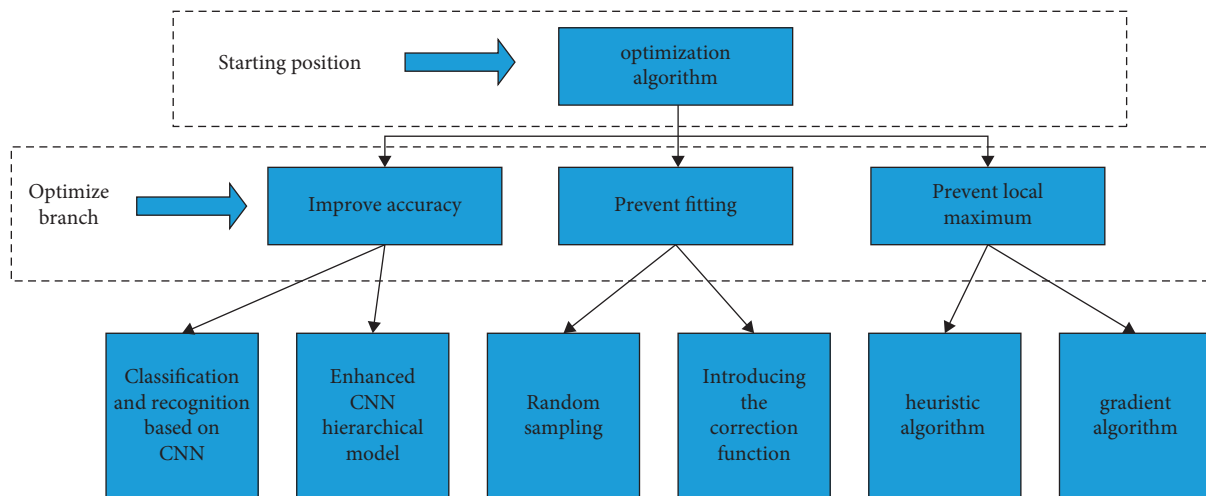 Starting position
optimization
algorithm
Optimize
branch
Improve accuracy
Prevent fitting
Prevent local
maximum
Classification
and recognition
based on
CNN
Enhanced
CNN
hierarchical
model
Random
sampling
Introducing
the
correction
function
heuristic
algorithm
gradient
algorithm